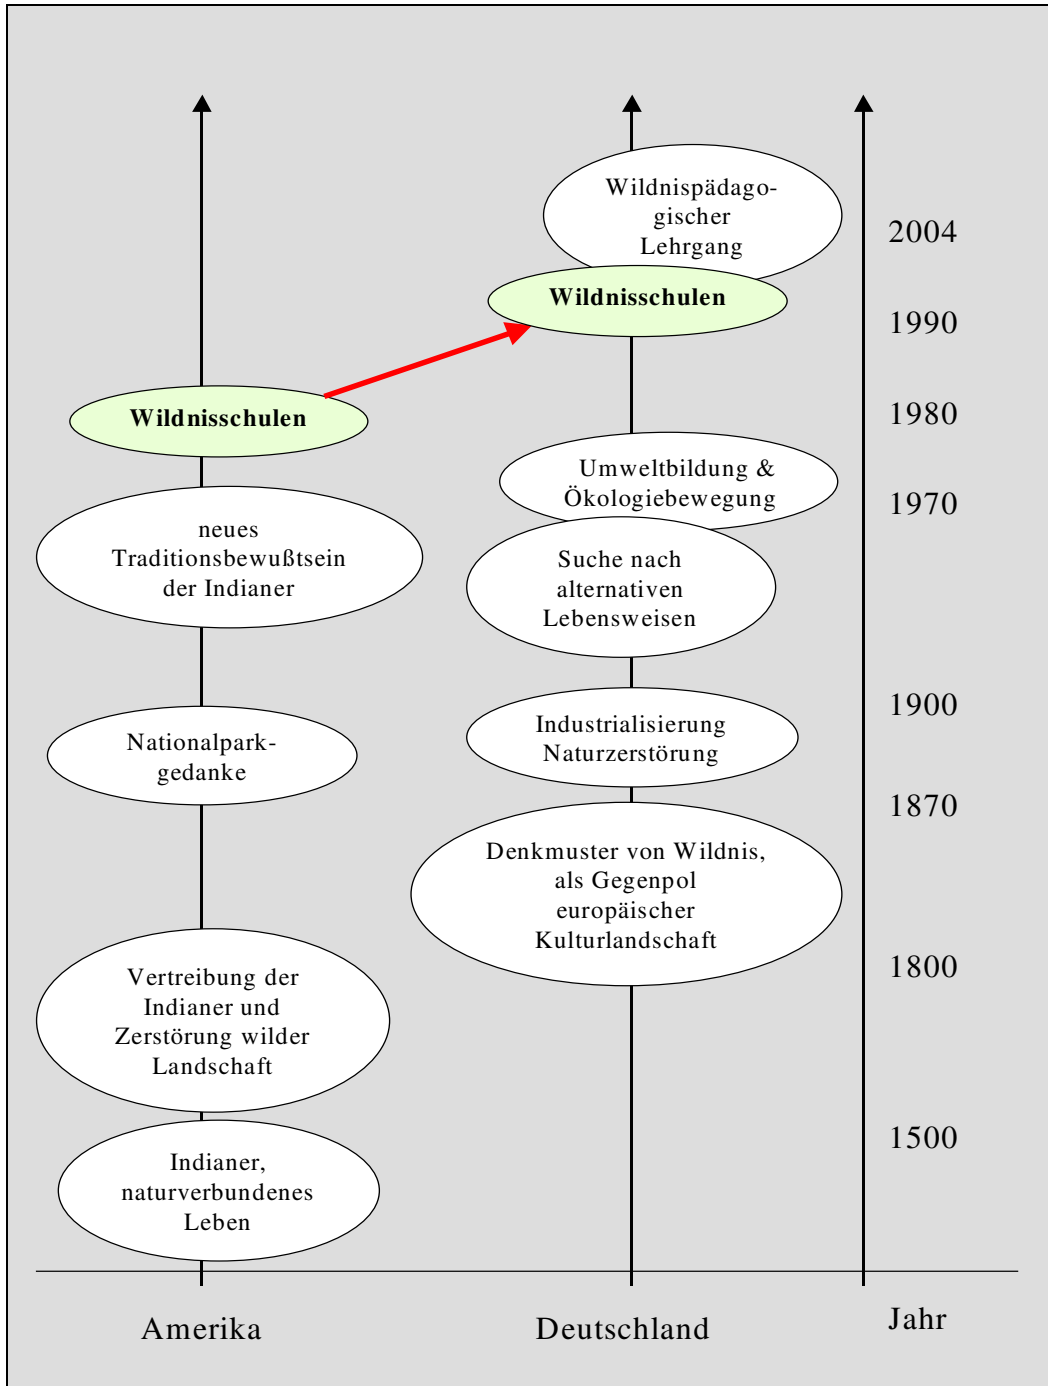 Wildnispädago-
gischer
Lehrgang
2004
Wildnisschulen
1990
Wildnisschulen
1980
Umweltbildung &
Ökologiebewegung
1970
neues
Traditionsbewußtsein
der Indianer
Suche nach
alternativen
Lebensweisen
1900
Nationalpark-
gedanke
Industrialisierung
Naturzerstörung
1870
Denkmuster von Wildnis,
als Gegenpol
europäischer
Kulturlandschaft
1800
Vertreibung der
Indianer und
Zerstörung wilder
Landschaft
1500
Indianer,
naturverbundenes
Leben
Amerika
Deutschland
Jahr